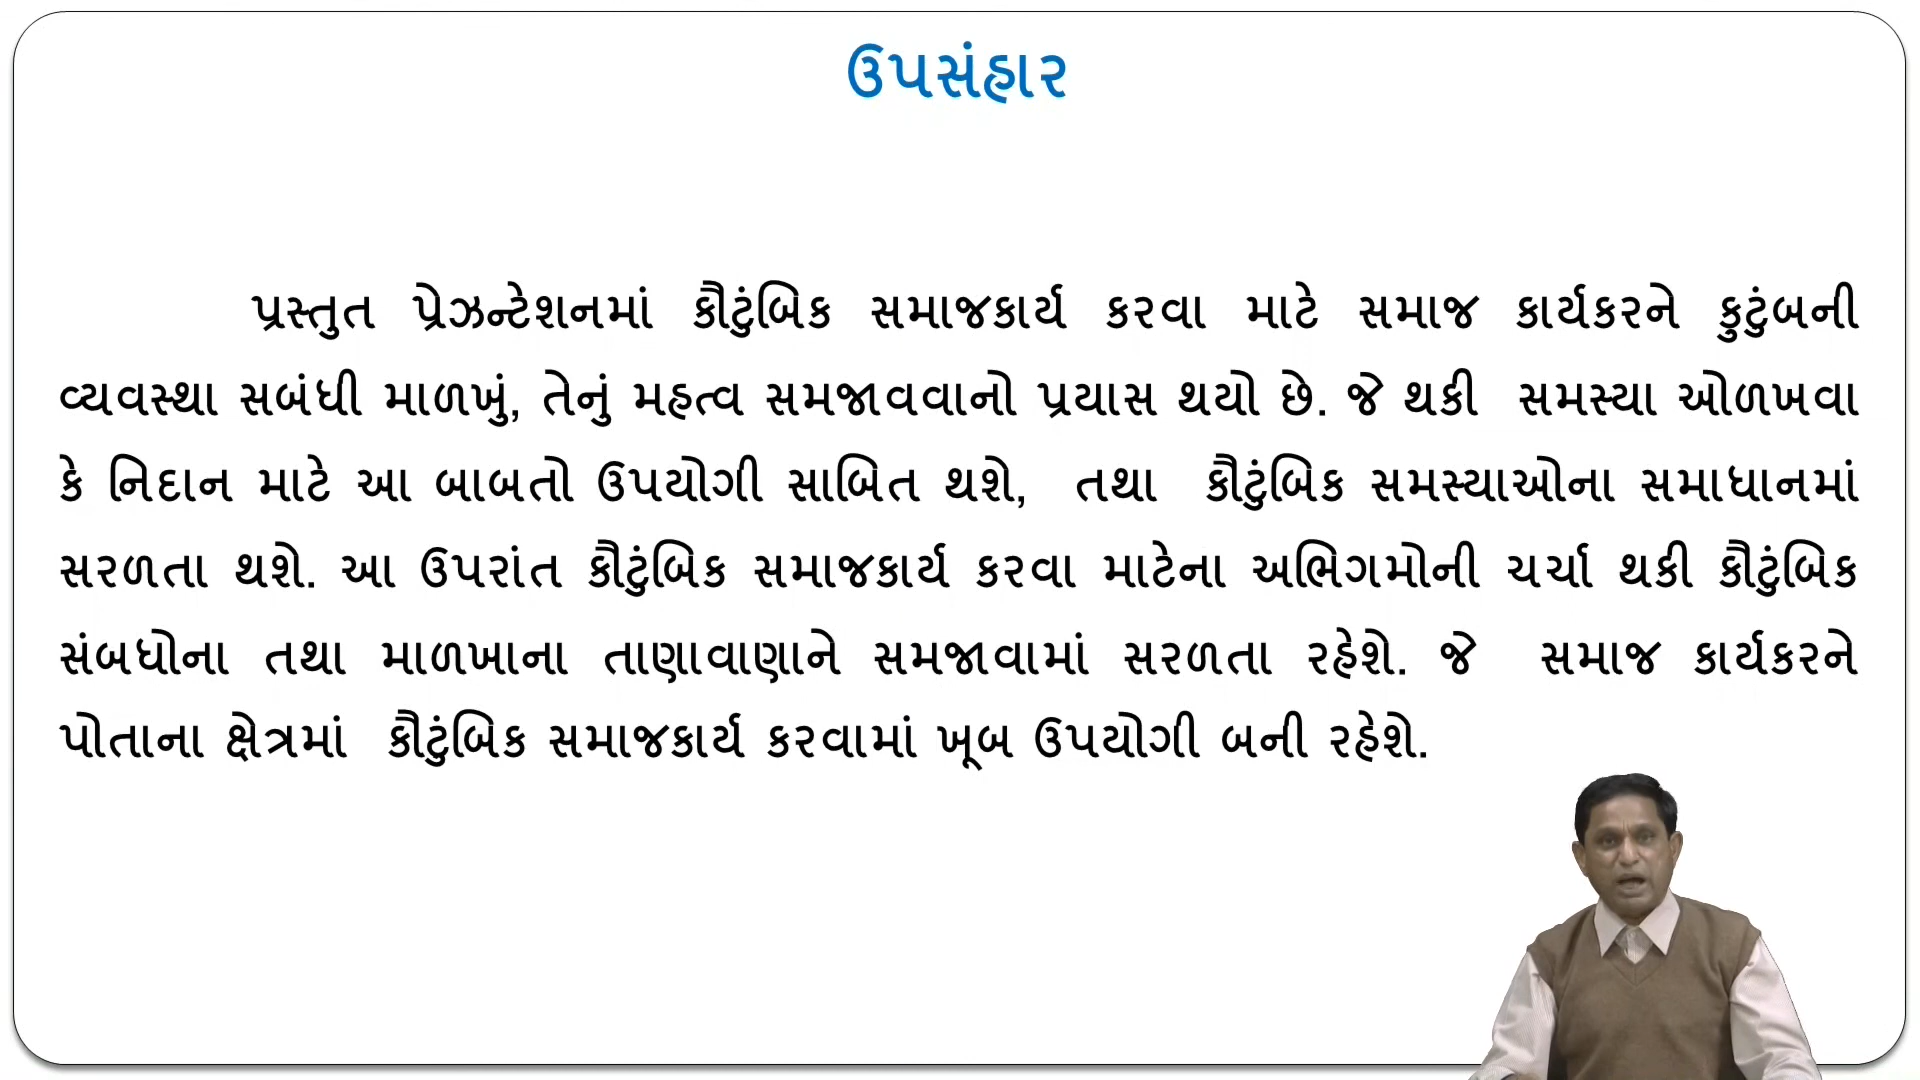 ઉપસંહાર
પ્રસ્તુત પ્રેઝન્ટેશનમાં કૌટુંબિક સમાજકાર્ય કરવા માટે સમાજ કાર્યકરને કુટુંબની
વ્યવસ્થા સબંધી માળખું, તેનું મહત્વ સમજાવવાનો પ્રયાસ થયો છે. જે થકી સમસ્યા ઓળખવા
કે નિદાન માટે આ બાબતો ઉપયોગી સાબિત થશે, તથા કૌટુંબિક સમસ્યાઓના સમાધાનમાં
સરળતા થશે. આ ઉપરાંત કૌટુંબિક સમાજકાર્ય કરવા માટેના અભિગમોની ચર્ચા થકી કૌટુંબિક
સંબધોના તથા માળખાના તાણાવાણાને સમજાવામાં સરળતા રહેશે. જે સમાજ કાર્યકરને
પોતાના ક્ષેત્રમાં કૌટુંબિક સમાજકાર્ય કરવામાં ખૂબ ઉપયોગી બની રહેશે.